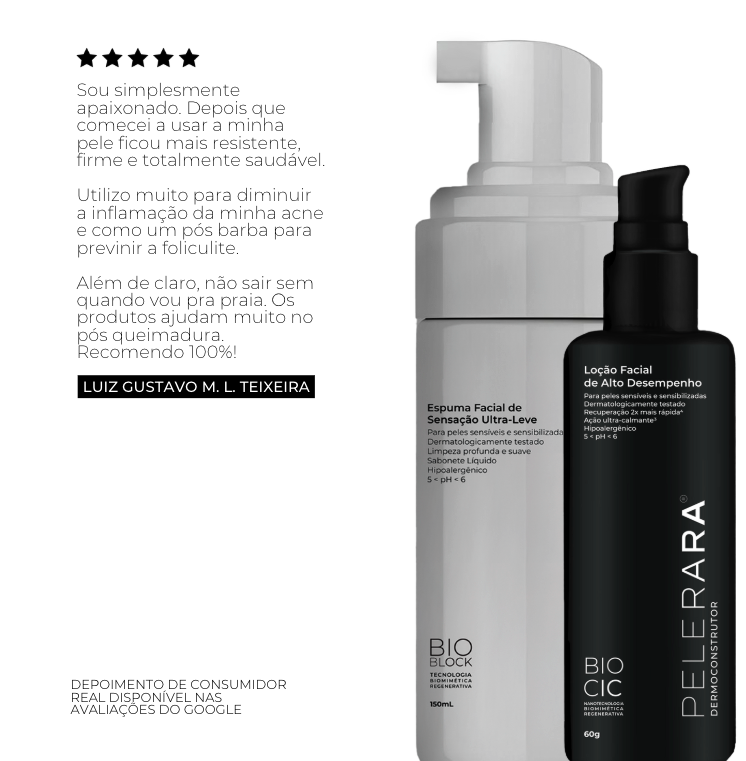 Sou simplesmente
apaixonado. Depois que
comecei a usar a minha
pele ficou mais resistente,
firme e totalmente saudável.
Utilizo muito para diminuir
a inflamação da minha acne
e como um pós barba para
previnir a foliculite.
Além de claro, não sair sem
quando vou pra praia. Os
produtos ajudam muito no
pós queimadura.
Recomendo 100%!
LUIZ GUSTAVO M. L. TEIXEIRA
DEPOIMENTO DE CONSUMIDOR
REAL DISPONÍVEL NAS
AVALIAÇÕES DO GOOGLE
Espuma Facial de
Sensação Ultra-Leve
Para peles sensíveis e sensibilizada
Dermatologicamente testado
Limpeza profunda e suave
Sabonete Líquido
Hipoalergênico
5 < pH < 6
BIO
BLOCK
TECNOLOGIA
BIOMIMÉTICA
REGENERATIVA
150mL
Loção Facial
de Alto Desempenho
Para peles sensíveis e sensibilizadas
Dermatologicamente testado
Recuperação 2x mais rápida⁴
Ação ultra-calmante³
Hipoalergênico
5 < pH < 6
PELERARA®
DERMOCONSTRUTOR
BIO
CIC
NANOTECNOLOGIA
BIOMIMÉTICA
REGENERATIVA
60g